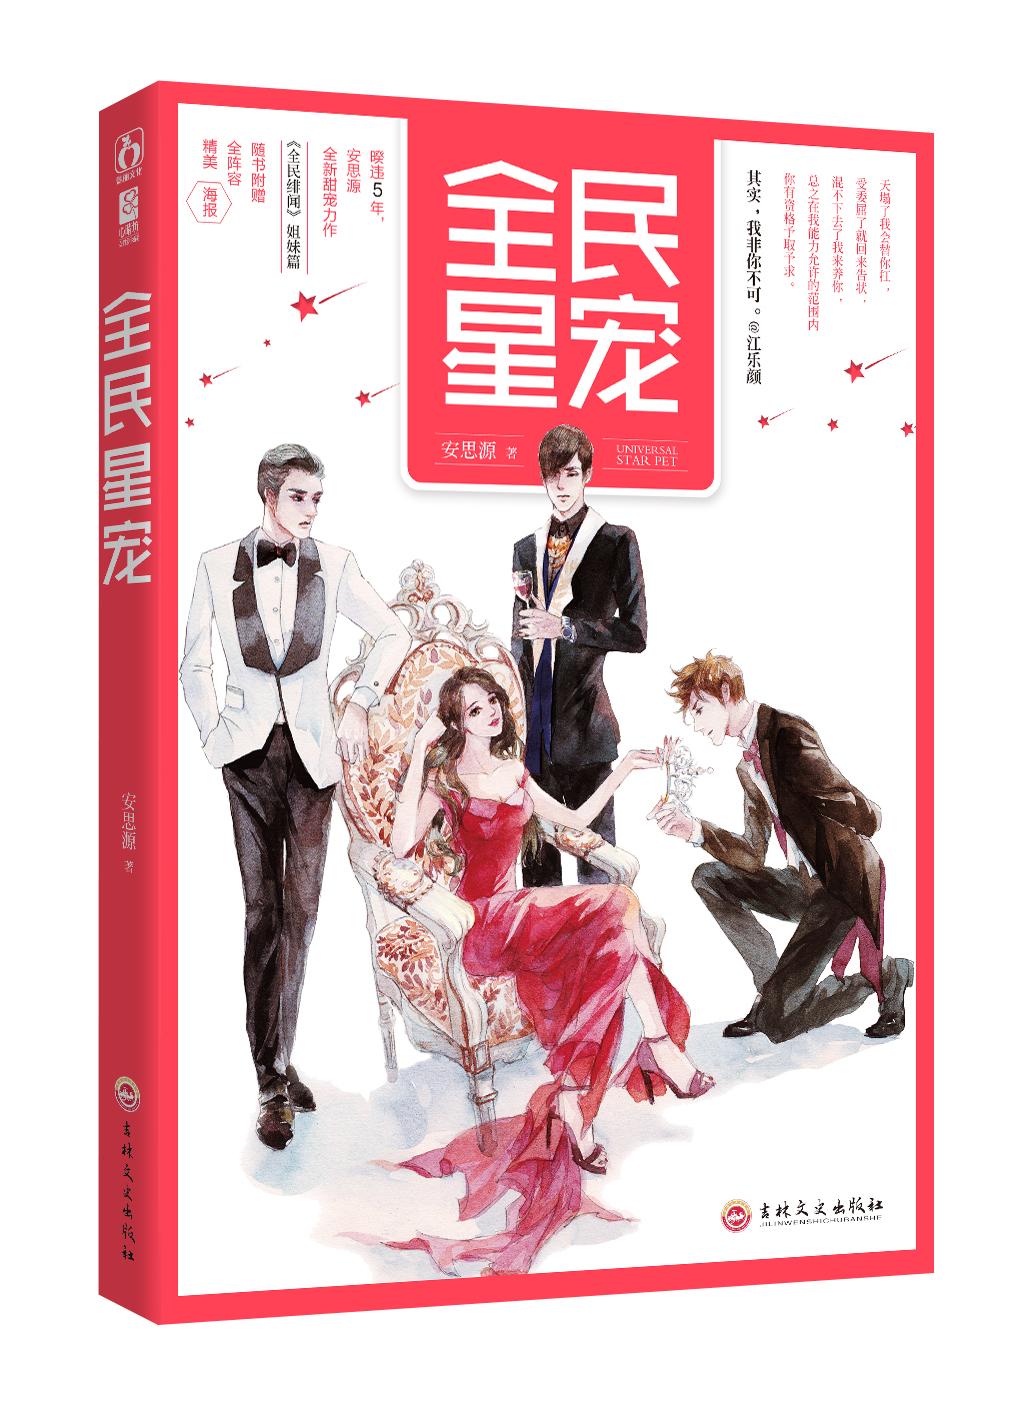 全民
星宠
安思源 著
UNIVERSAL
STAR PET
暌违5年,
安思源
全新甜宠力作
《全民绯闻》姐妹篇
随书附赠
全阵容
精美
海报
天塌了我会替你扛,
受委屈了就回来告状,
混不下去了我来养你,
总之在我能力允许的范围内
你有资格予取予求。
其实,我非你不可。@江乐颜
吉林文史出版社
JILINWENSHICHUBANSHE
全民星宠
安思源 著
吉林文史出版社